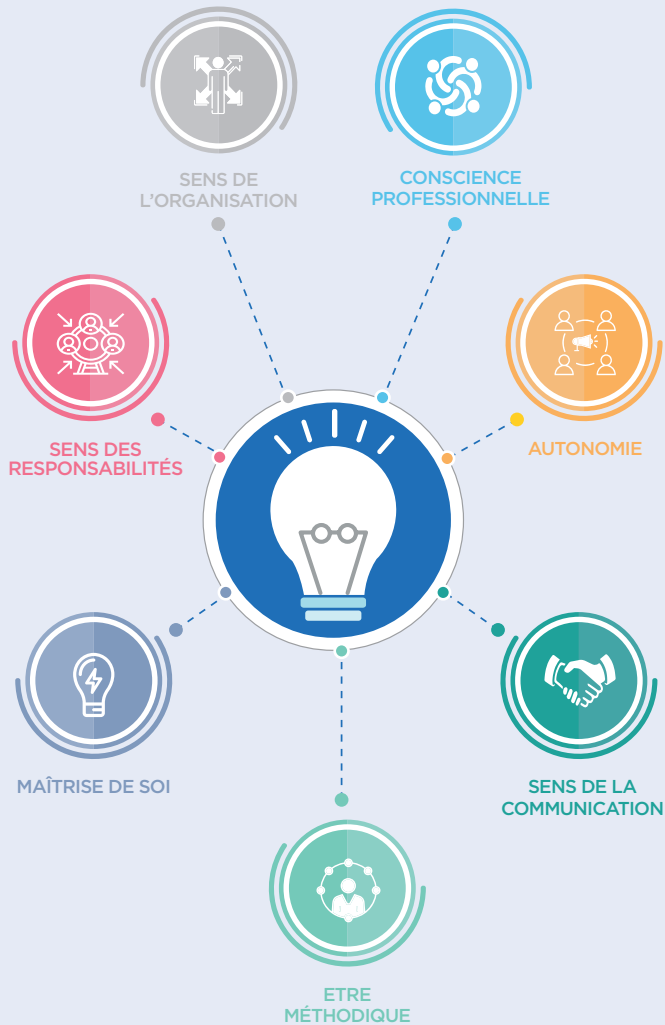 SENS DE
L'ORGANISATION
CONSCIENCE
PROFESSIONNELLE
SENS DES
RESPONSABILITÉS
AUTONOMIE
MAÎTRISE DE SOI
SENS DE LA
COMMUNICATION
ETRE
MÉTHODIQUE